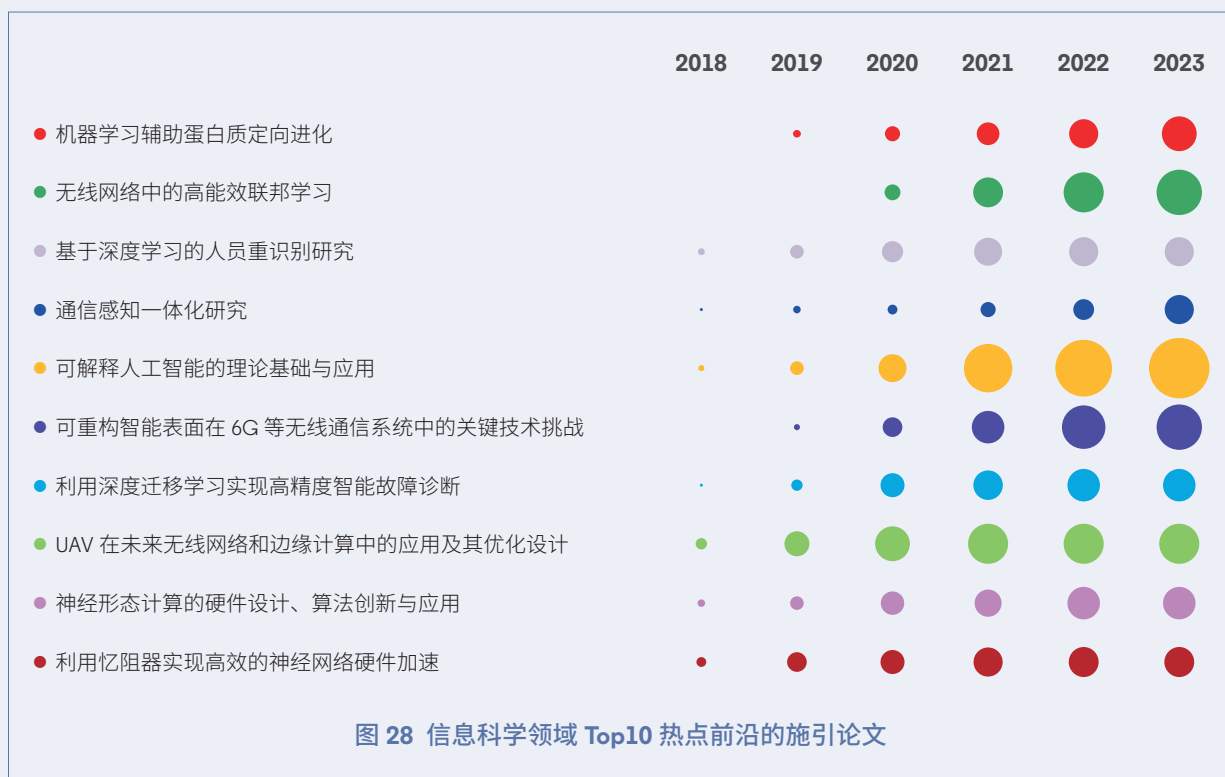 2018 2019 2020 2021 2022 2023
机器学习辅助蛋白质定向进化
无线网络中的高能效联邦学习
基于深度学习的人员重识别研究
通信感知一体化研究
可解释人工智能的理论基础与应用
可重构智能表面在 6G 等无线通信系统中的关键技术挑战
利用深度迁移学习实现高精度智能故障诊断
UAV 在未来无线网络和边缘计算中的应用及其优化设计
神经形态计算的硬件设计、算法创新与应用
利用忆阻器实现高效的神经网络硬件加速
图 28 信息科学领域 Top10 热点前沿的施引论文